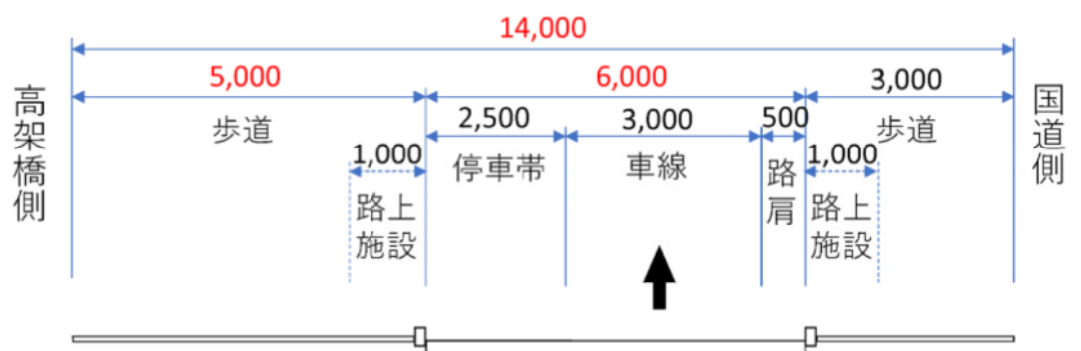 14,000
5,000
6,000
3,000
高架橋側
歩道
2,500
3,000
500
歩道
国道側
1,000
停車帯
車線
路肩
1,000
路上
施設
路上
施設